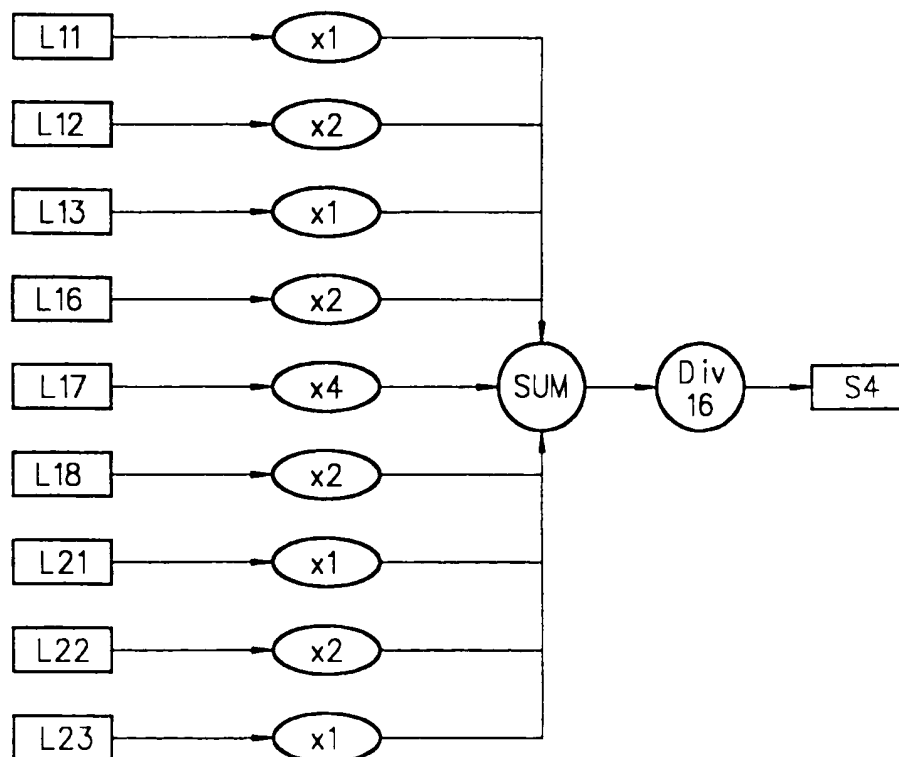 L11 x1
L12 x2
L13 x1
L16 x2
L17 x4 SUM Div 16 S4
L18 x2
L21 x1
L22 x2
L23 x1